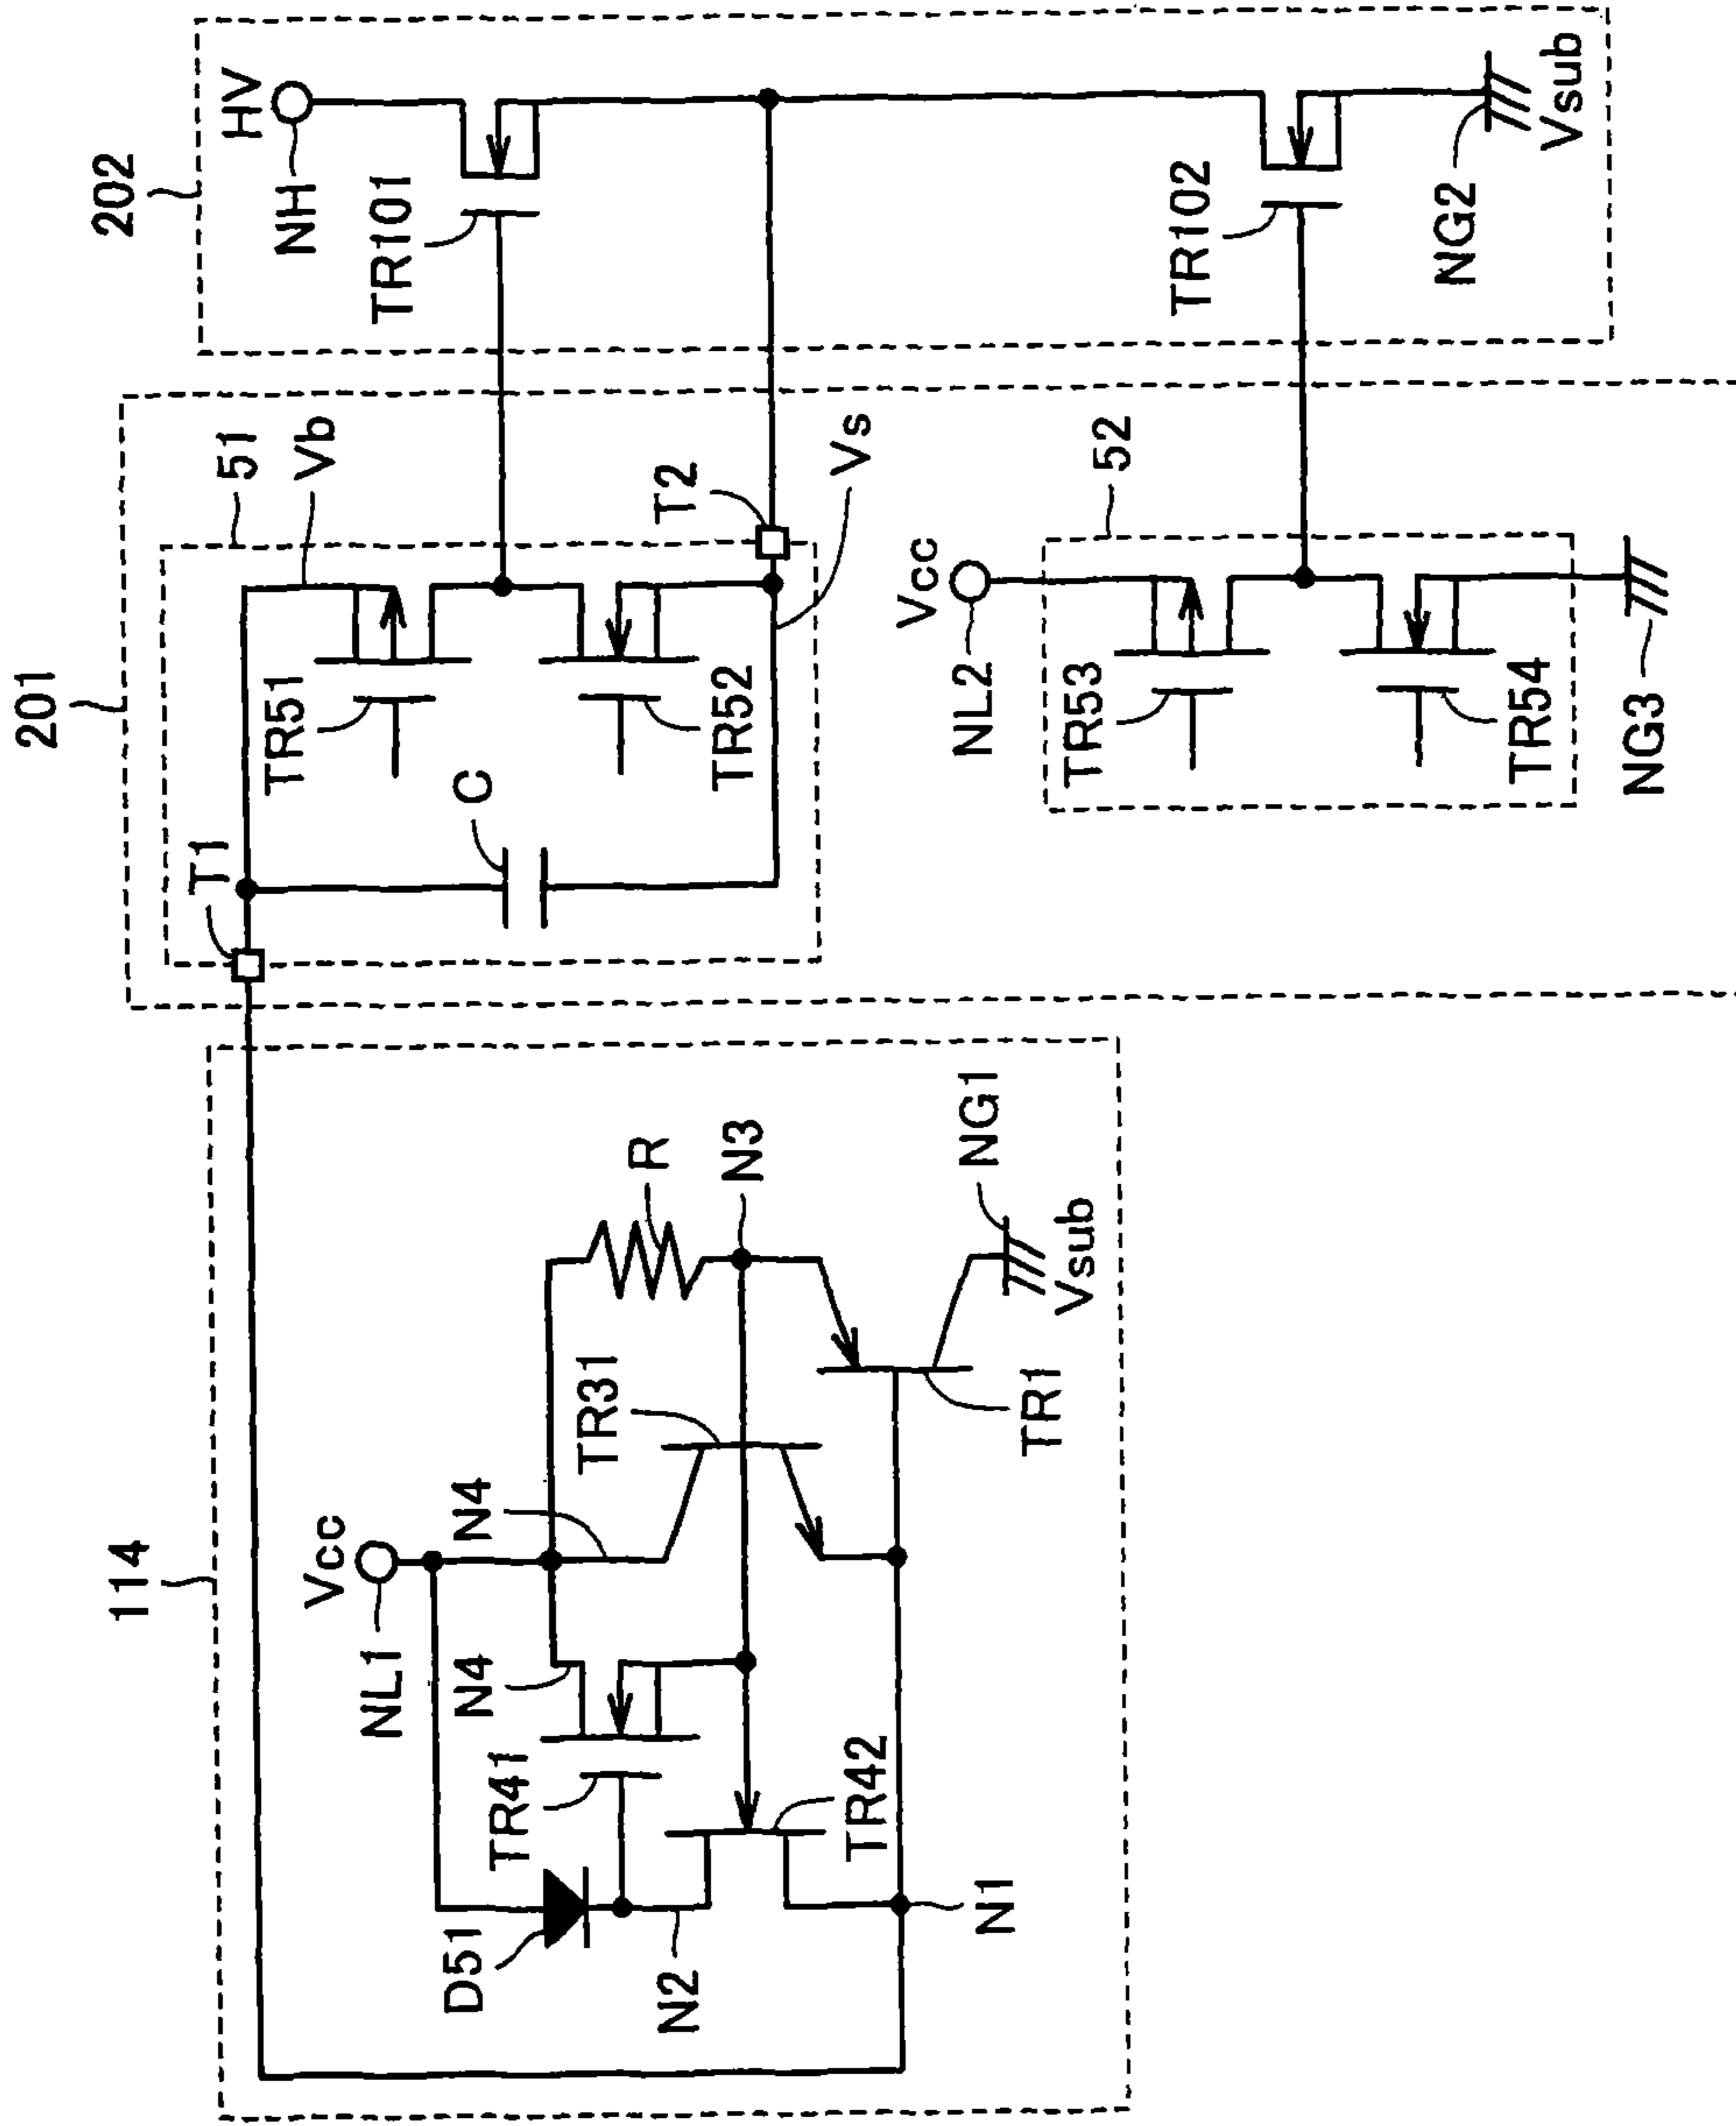 114
Vcc
NL1
N4
N4
TR31
R
N3
TR41
D51
N2
TR42
N1
TR1
NG1
Vsub
201
T1
51
Vb
TR51
C
TR52
T2
Vs
Vcc
NL2
52
TR53
TR54
NG3
202
HV
NH
TR101
TR102
NG2
Vsub